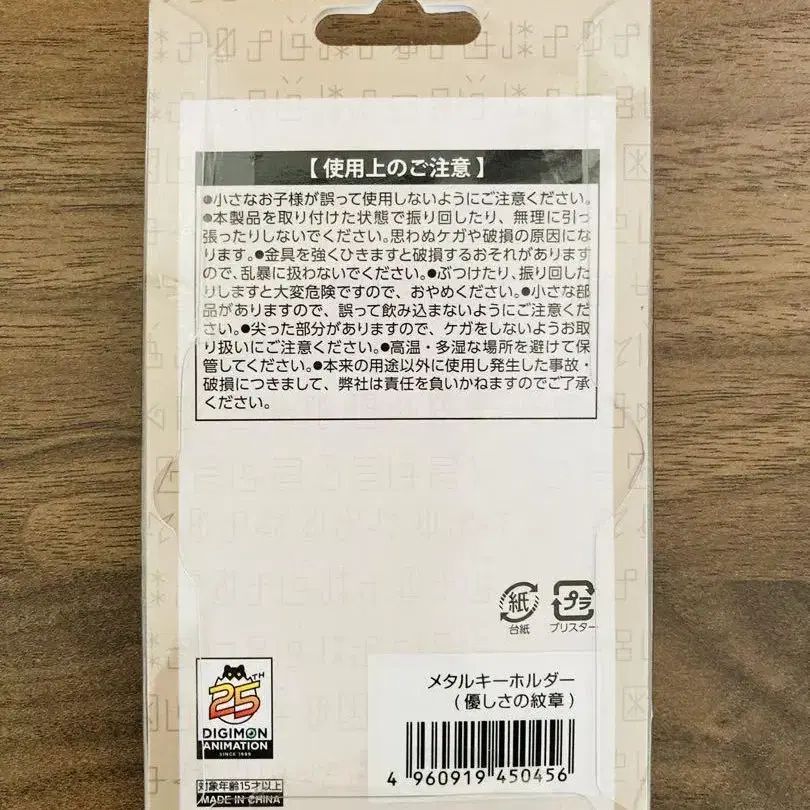 【使用上のご注意】
●小さなお子様が誤って使用しないようにご注意ください。
●本製品を取り付けた状態で振り回したり、無理に引っ
張ったりしないでください。思わぬケガや破損の原因にな
ります。●金具を強くひきますと破損するおそれがあります
ので、乱暴に扱わないでください。●ぶつけたり、振り回した
りしますと大変危険ですので、おやめください。●小さな部
品がありますので、誤って飲み込まないようにご注意くだ
さい。●尖った部分がありますので、ケガをしないようお取
り扱いにご注意ください。●高温・多湿な場所を避けて保
管してください。●本来の用途以外に使用し発生した事故・
破損につきまして、弊社は責任を負いかねますのでご了承
ください。
紙
台紙
プラ
ブリスター
25TH
DIGIMON
ANIMATION
SINCE 1999
対象年齢15才以上
MADE IN CHINA
メタルキーホルダー
(優しさの紋章)
4 960919 450456